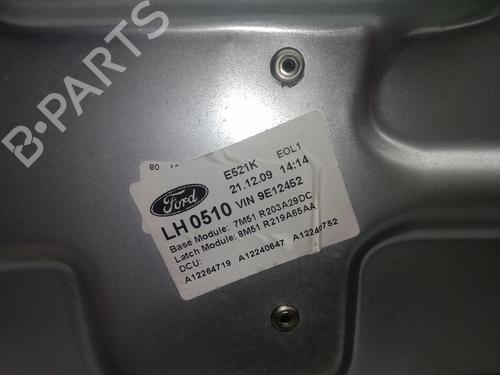 B-PARTS
E521K EOL1
21.12.09 14:14
Ford
LH 0510 VIN 9E12452
Base Module: 7M51 R203A29DC
Latch Module: 8M51 R219A65AA
DCU:
A12264719 A12240647 A12240752